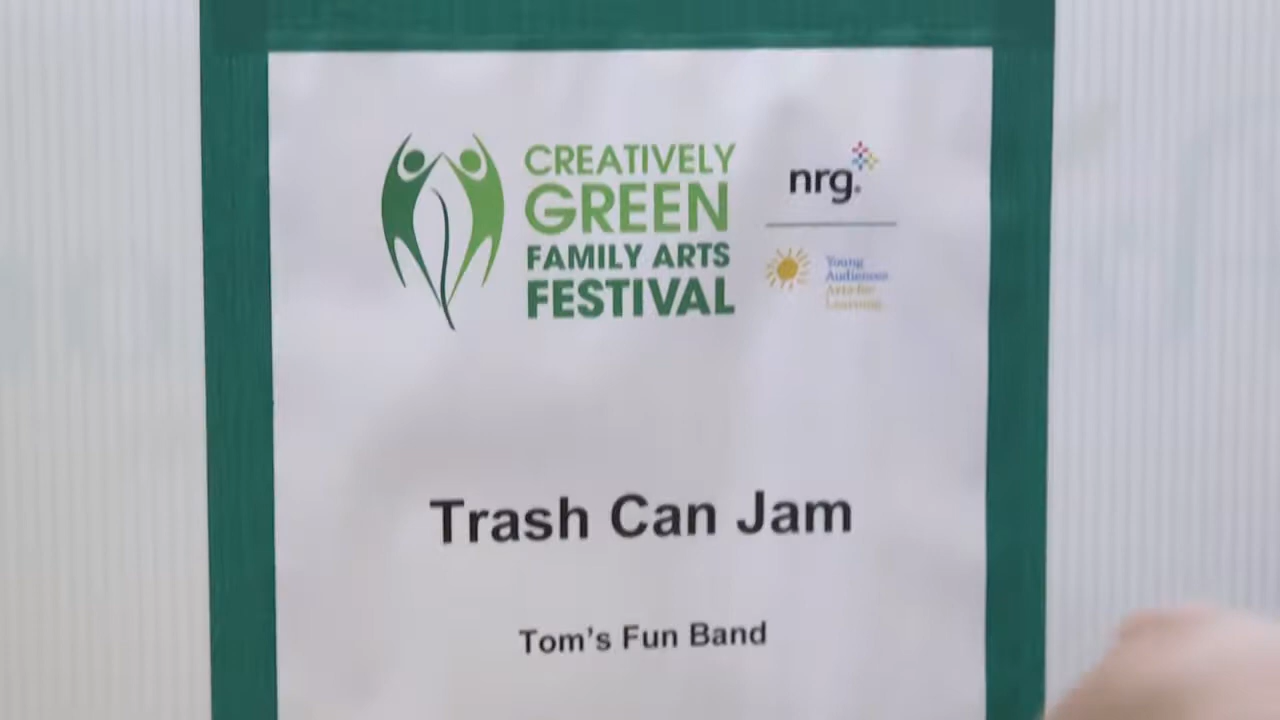 CREATIVELY
GREEN
FAMILY ARTS
FESTIVAL
nrg.
Young
Audiences
Arts for
Learning
Trash Can Jam
Tom's Fun Band